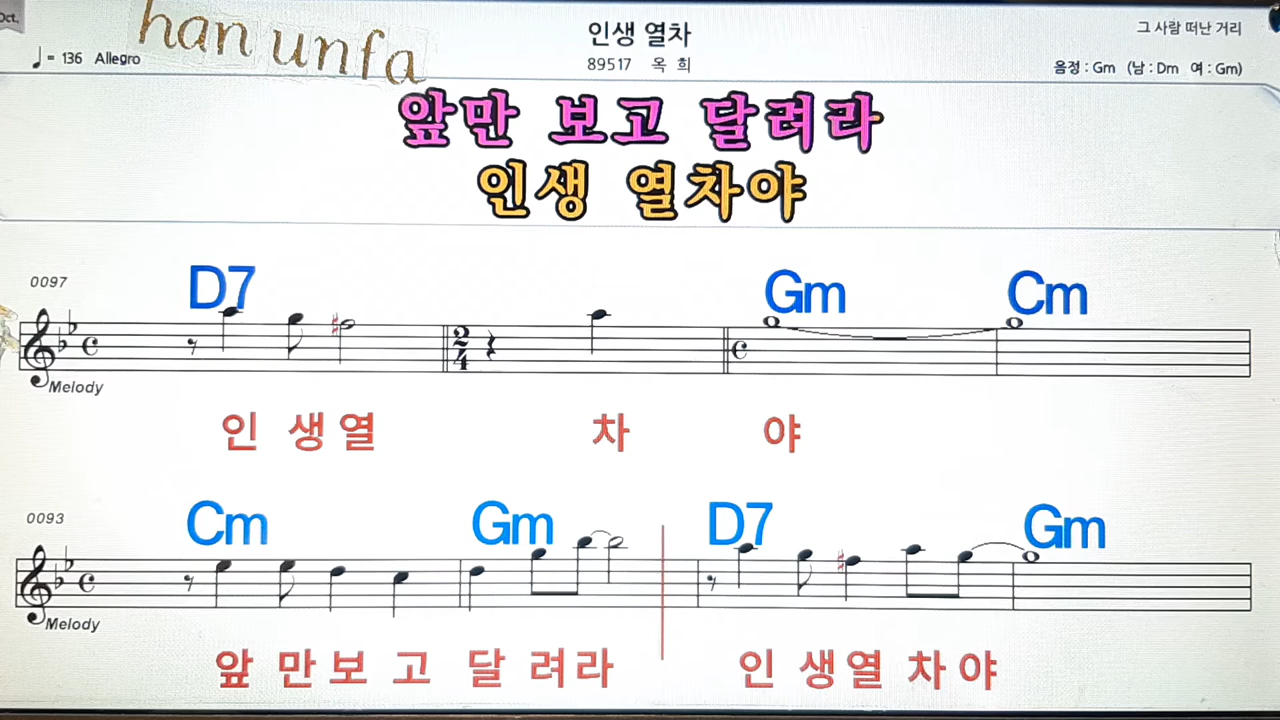 Oct.
han unfa
♩= 136 Allegro
인생 열차
89517 옥 희
그 사람 떠난 거리
음정 : Gm (남 : Dm 여 : Gm)
앞만 보고 달려라
인생 열차야
0097
D7 Gm Cm
2/4
Melody
인 생 열 차 야
0093
Cm Gm D7 Gm
Melody
앞 만 보 고 달 려 라 인 생 열 차 야